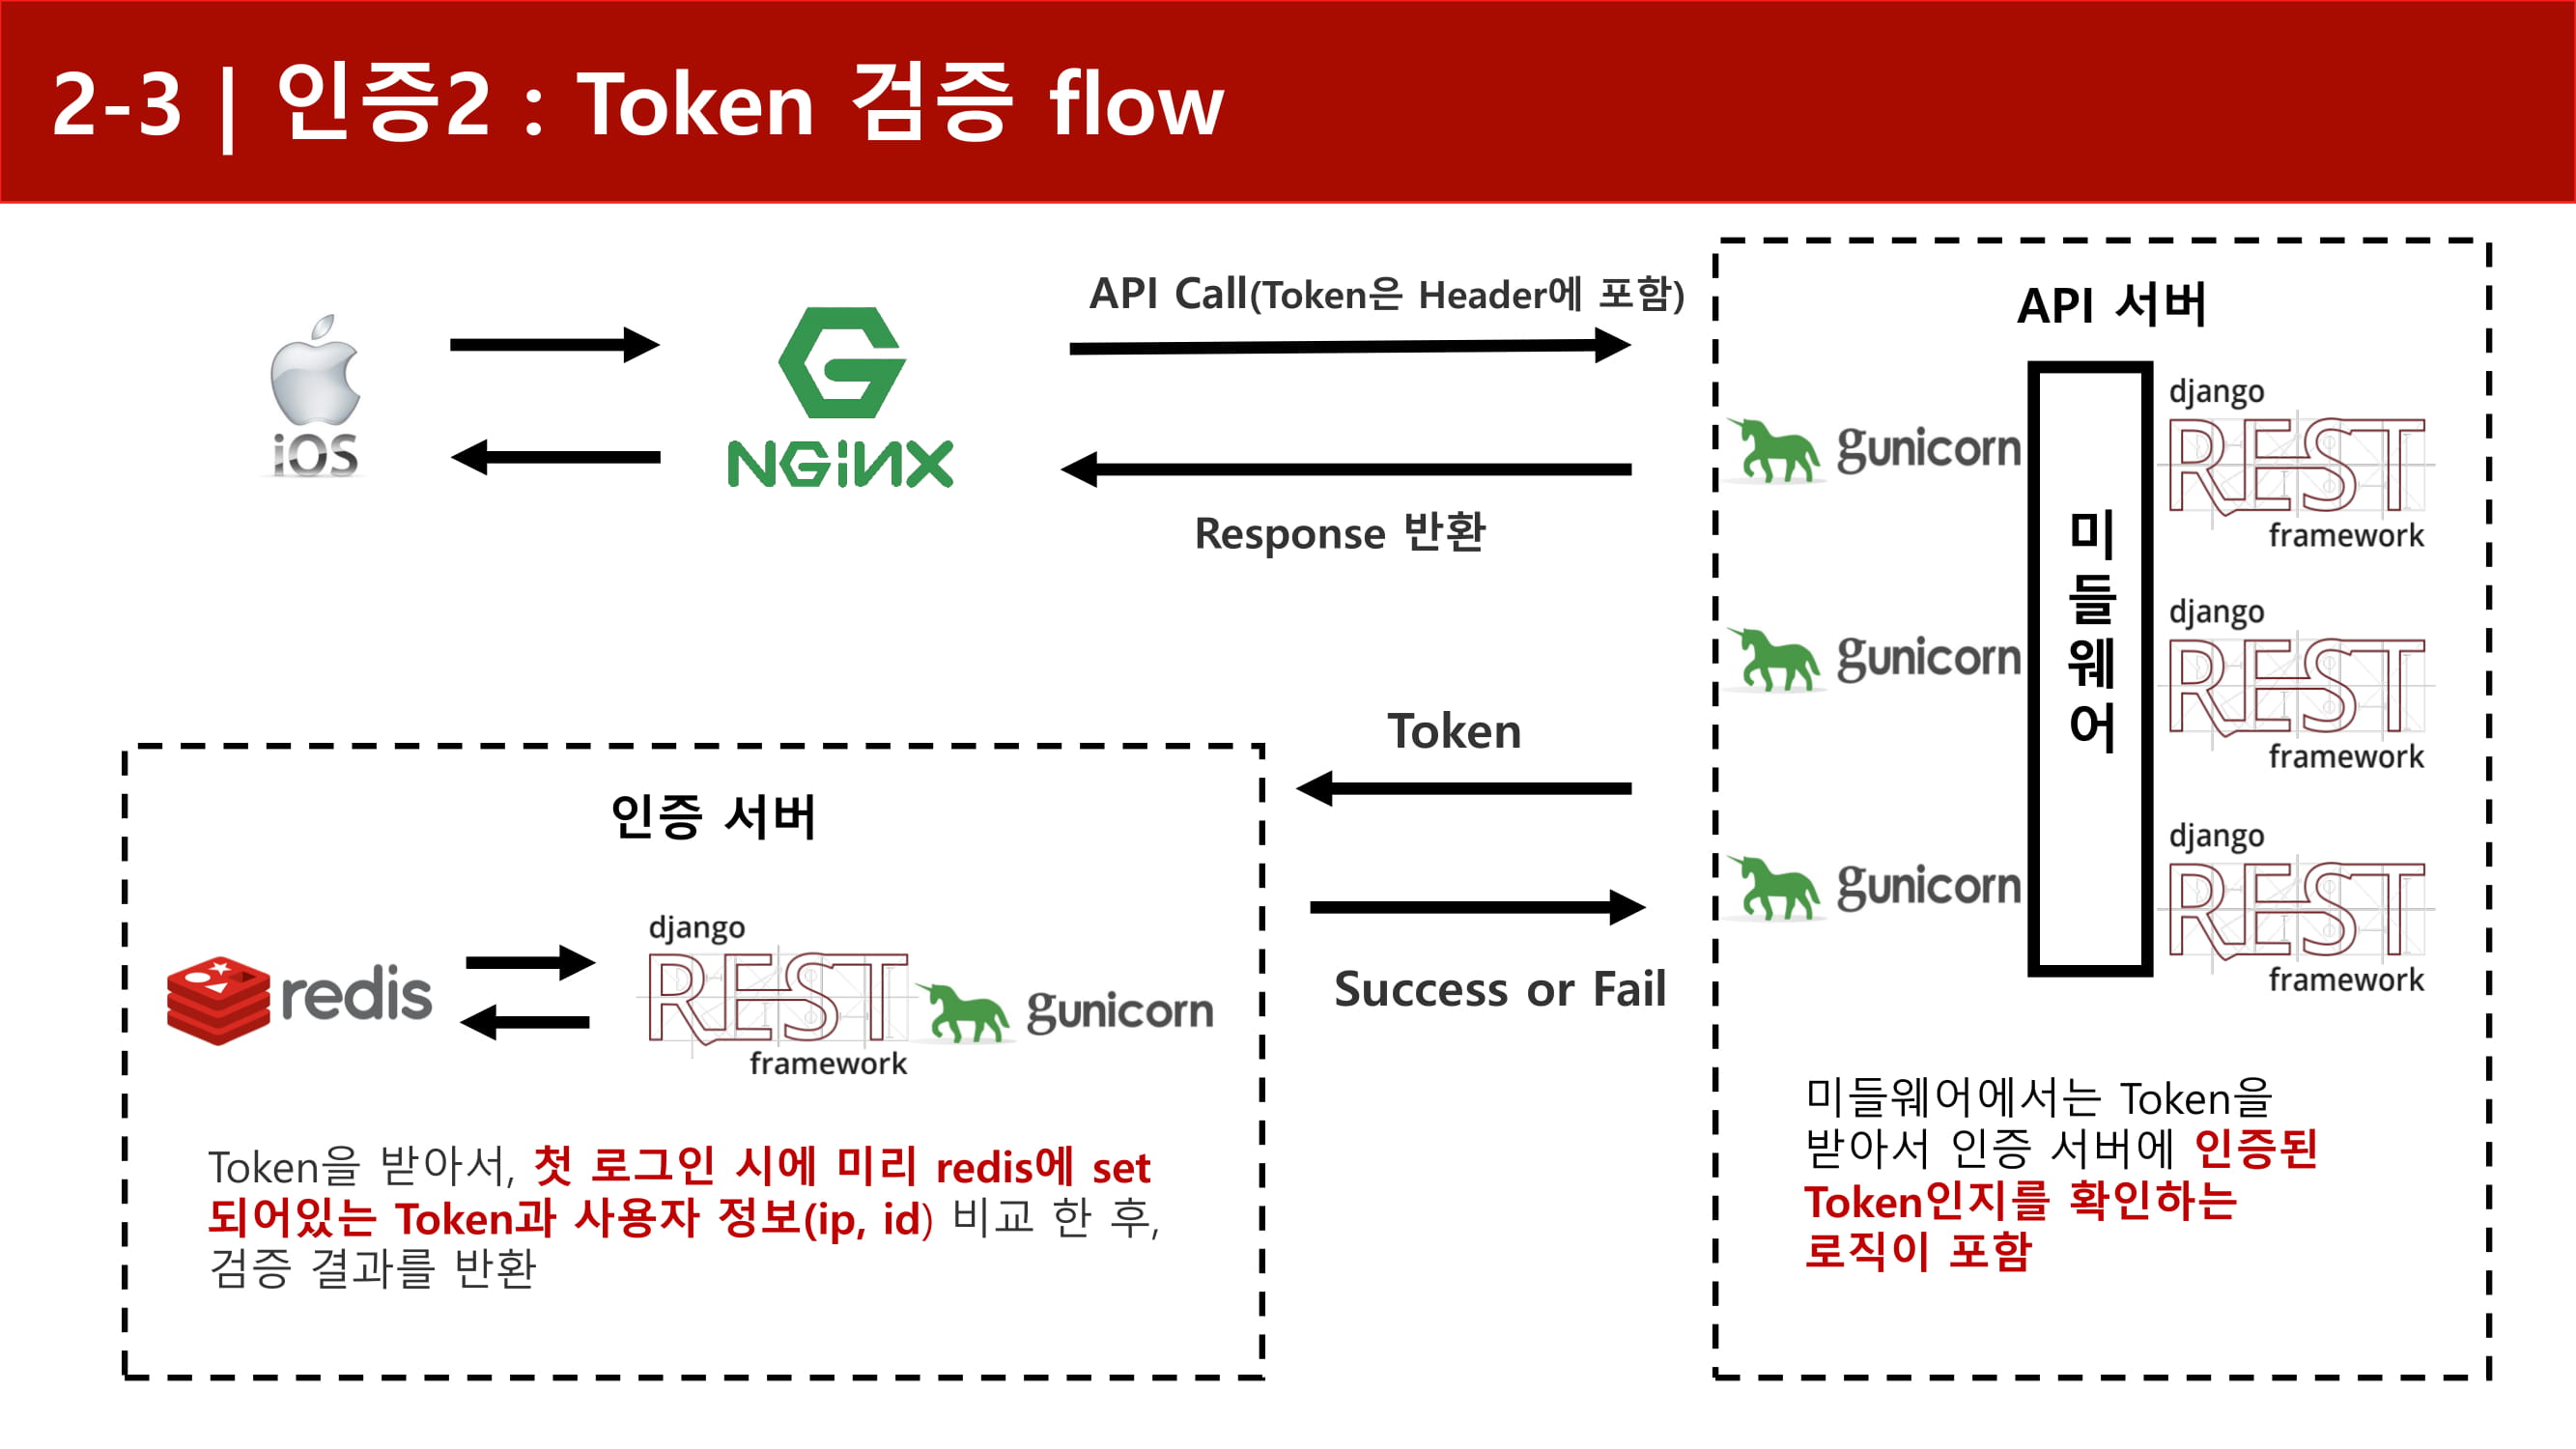 2-3 | 인증2 : Token 검증 flow
API Call(Token은 Header에 포함)
iOS
NGiNX
Response 반환
API 서버
gunicorn
django
REST
framework
gunicorn
django
REST
framework
gunicorn
django
REST
framework
미
들
웨
어
미들웨어에서는 Token을
받아서 인증 서버에 인증된
Token인지를 확인하는
로직이 포함
Token
Success or Fail
인증 서버
redis
django
REST
framework
gunicorn
Token을 받아서, 첫 로그인 시에 미리 redis에 set
되어있는 Token과 사용자 정보(ip, id) 비교 한 후,
검증 결과를 반환